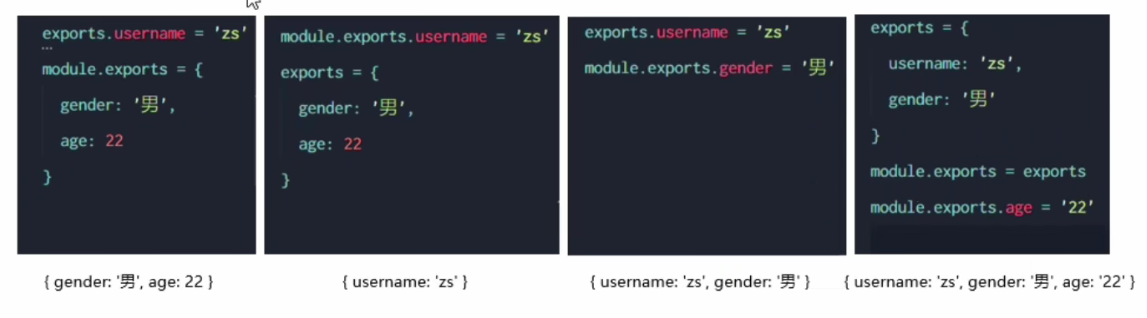 exports.username = 'zs'
module.exports = {
gender: '男',
age: 22
}
module.exports.username = 'zs'
exports = {
gender: '男',
age: 22
}
exports.username = 'zs'
module.exports.gender = '男'
exports = {
username: 'zs',
gender: '男'
}
module.exports = exports
module.exports.age = '22'
{ gender: '男', age: 22 }
{ username: 'zs' }
{ username: 'zs', gender: '男' }
{ username: 'zs', gender: '男', age: '22' }